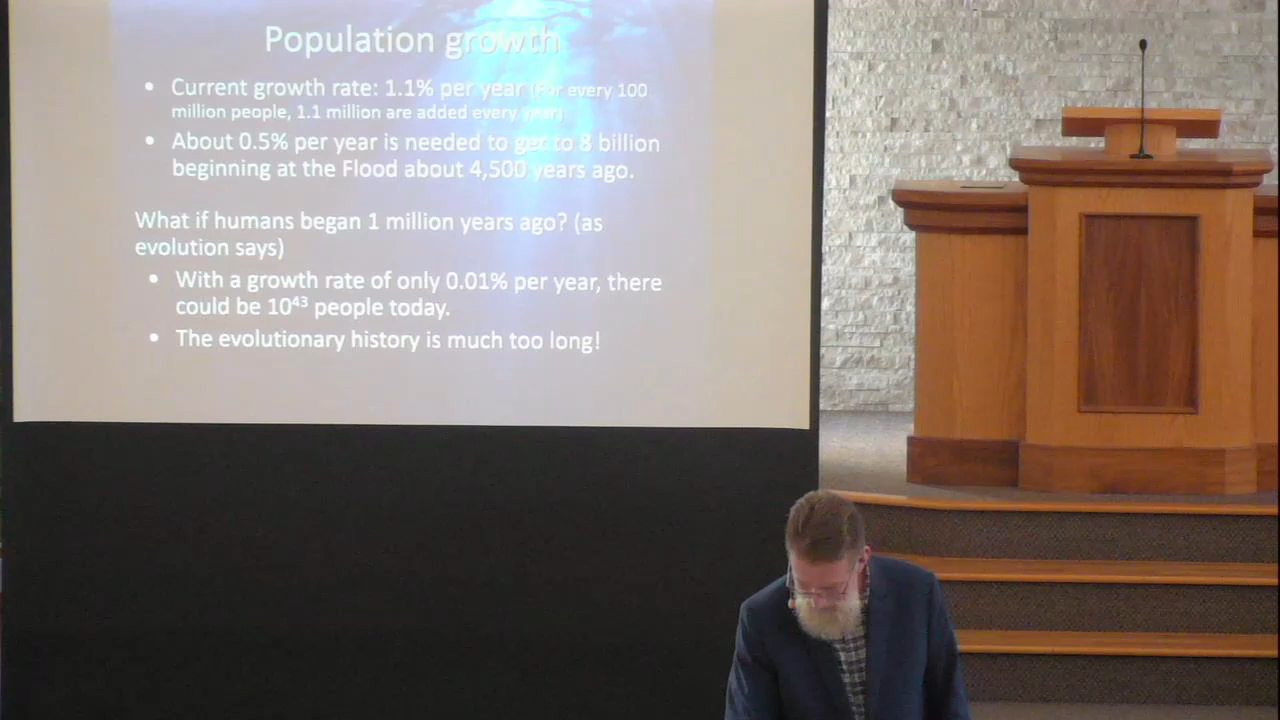 Population growth
• Current growth rate: 1.1% per year (For every 100
million people, 1.1 million are added every year)
• About 0.5% per year is needed to get to 8 billion
beginning at the Flood about 4,500 years ago.
What if humans began 1 million years ago? (as
evolution says)
• With a growth rate of only 0.01% per year, there
could be 10⁴³ people today.
• The evolutionary history is much too long!